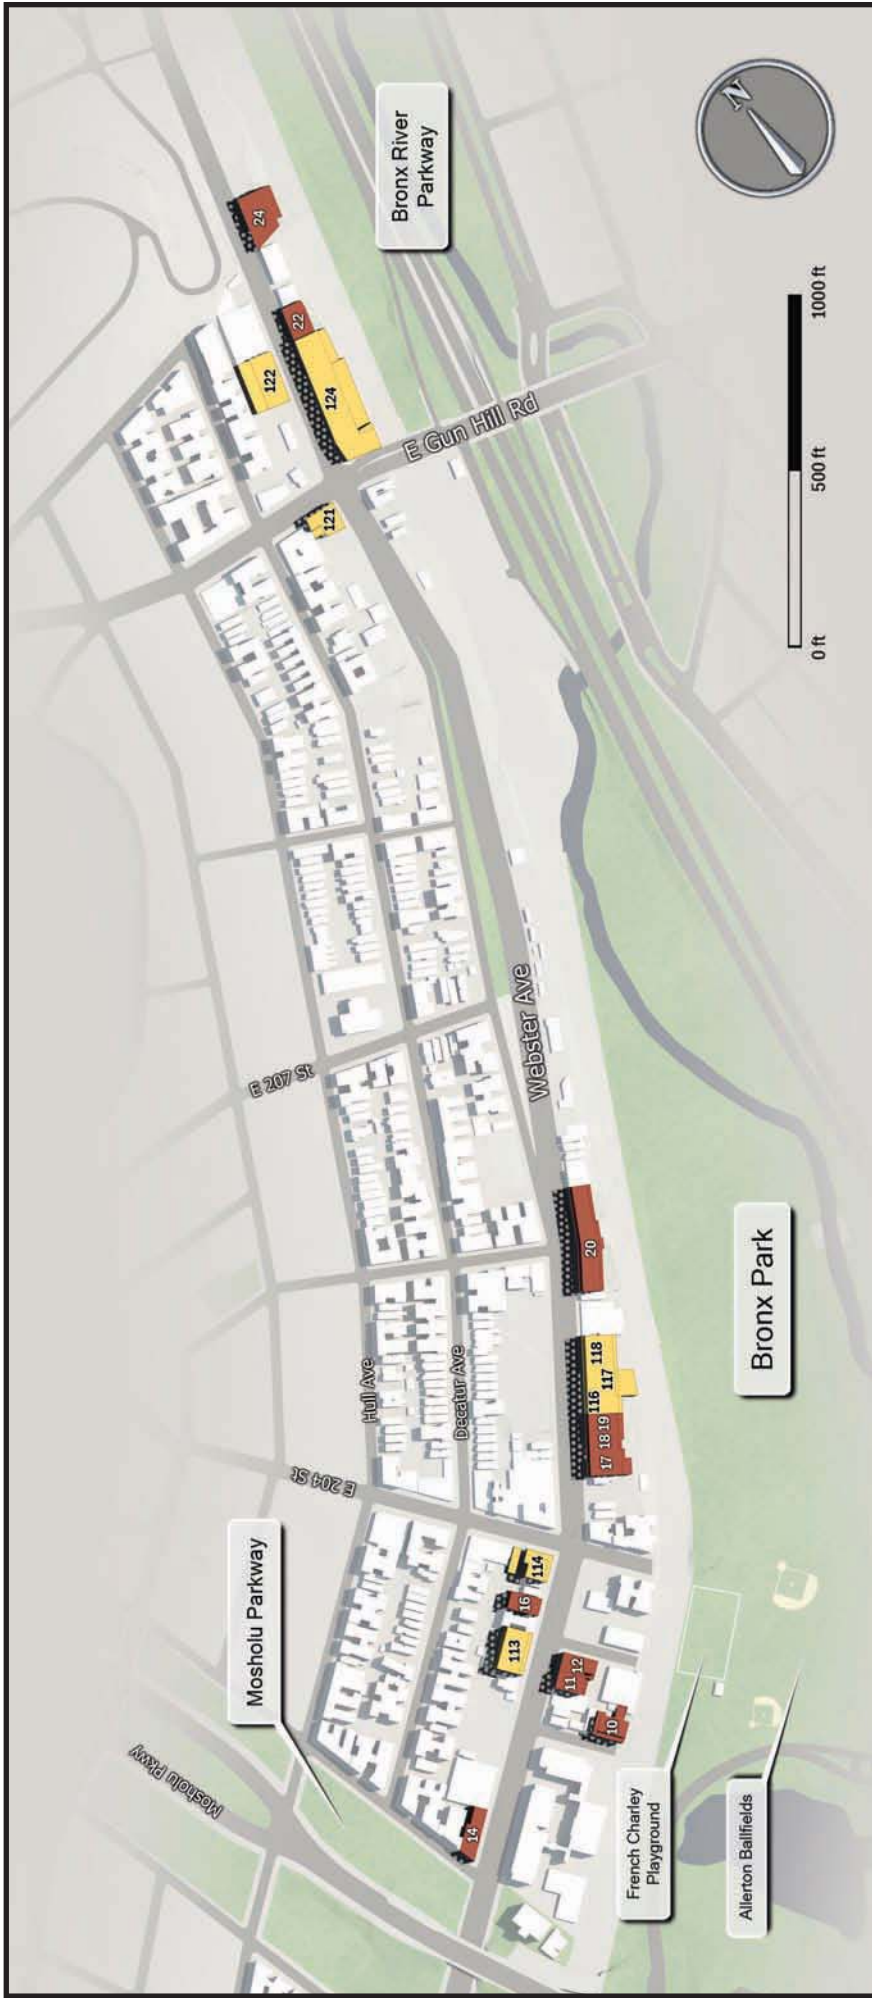 Mosholu Pkwy
Mosholu Parkway
E 204 St
Hull Ave
Decatur Ave
E 207 St
Webster Ave
E Gun Hill Rd
Bronx River
Parkway
N
14
113
16
114
11
12
10
17
18
19
116
117
118
20
121
122
124
22
24
Bronx Park
French Charley
Playground
Allerton Ballfields
0 ft
500 ft
1000 ft